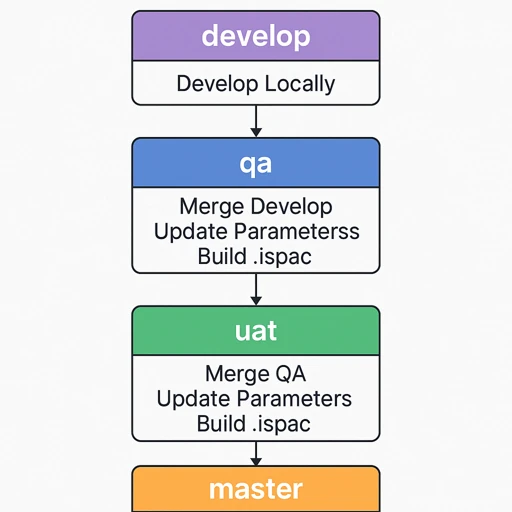 develop
Develop Locally
qa
Merge Develop
Update Parameterss
Build .ispac
uat
Merge QA
Update Parameters
Build .ispac
master